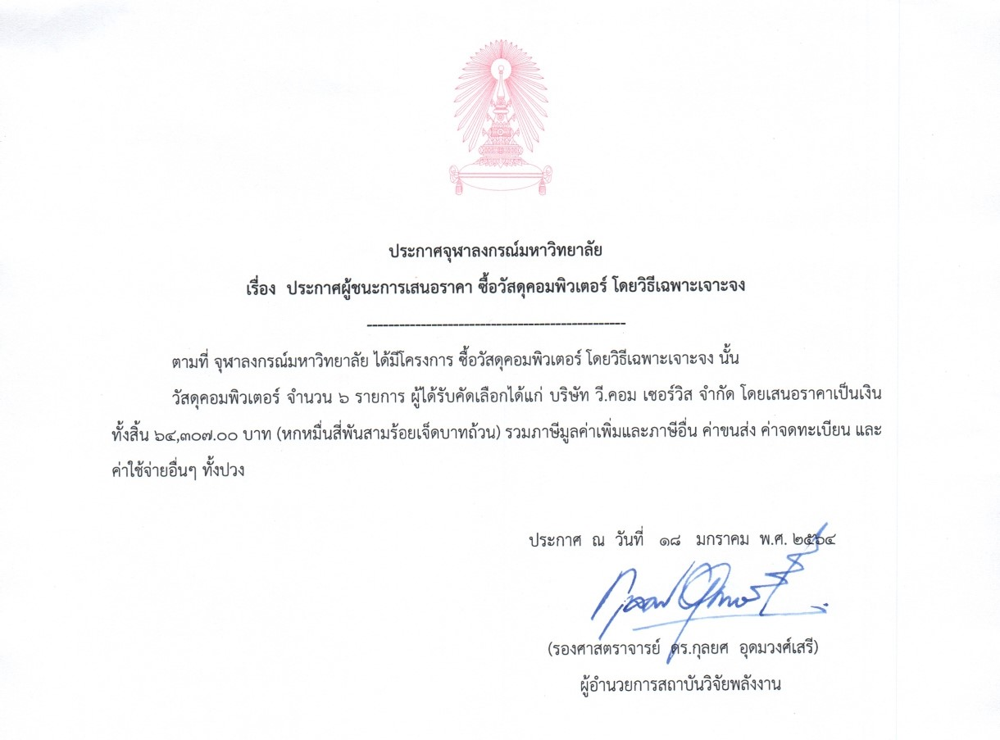 ประกาศจุฬาลงกรณ์มหาวิทยาลัย
เรื่อง ประกาศผู้ชนะการเสนอราคา ซื้อวัสดุคอมพิวเตอร์ โดยวิธีเฉพาะเจาะจง
------------------------------------------------
ตามที่ จุฬาลงกรณ์มหาวิทยาลัย ได้มีโครงการ ซื้อวัสดุคอมพิวเตอร์ โดยวิธีเฉพาะเจาะจง นั้น
วัสดุคอมพิวเตอร์ จำนวน ๖ รายการ ผู้ได้รับคัดเลือกได้แก่ บริษัท วี.คอม เซอร์วิส จำกัด โดยเสนอราคาเป็นเงิน
ทั้งสิ้น ๖๔,๓๐๗.๐๐ บาท (หกหมื่นสี่พันสามร้อยเจ็ดบาทถ้วน) รวมภาษีมูลค่าเพิ่มและภาษีอื่น ค่าขนส่ง ค่าจดทะเบียน และ
ค่าใช้จ่ายอื่นๆ ทั้งปวง
ประกาศ ณ วันที่ ๑๘ มกราคม พ.ศ. ๒๕๖๔
(รองศาสตราจารย์ ดร.กุลยศ อุดมวงศ์เสรี)
ผู้อำนวยการสถาบันวิจัยพลังงาน